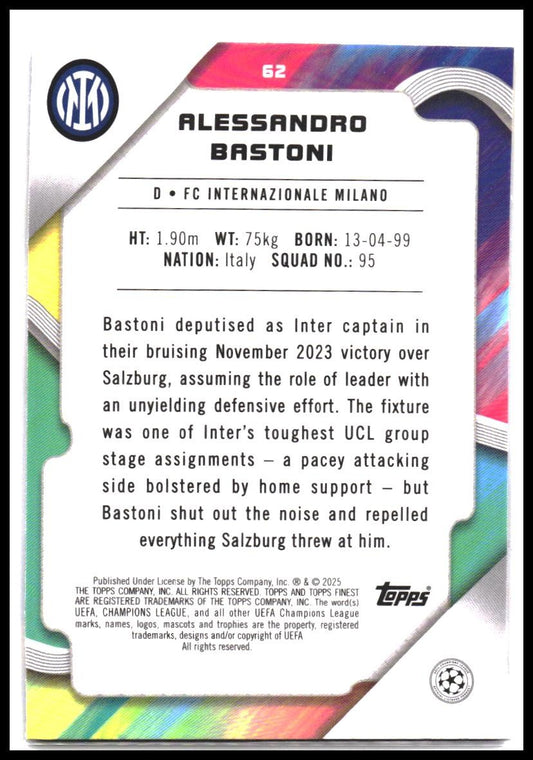 62
ALESSANDRO
BASTONI
D • FC INTERNAZIONALE MILANO
HT: 1.90m WT: 75kg BORN: 13-04-99
NATION: Italy SQUAD NO.: 95
Bastoni deputised as Inter captain in
their bruising November 2023 victory over
Salzburg, assuming the role of leader with
an unyielding defensive effort. The fixture
was one of Inter's toughest UCL group
stage assignments – a pacey attacking
side bolstered by home support – but
Bastoni shut out the noise and repelled
everything Salzburg threw at him.
Published Under License by The Topps Company, Inc. ® & © 2025
THE TOPPS COMPANY, INC. ALL RIGHTS RESERVED. TOPPS AND TOPPS FINEST
ARE REGISTERED TRADEMARKS OF THE TOPPS COMPANY, INC. The word(s)
UEFA, CHAMPIONS LEAGUE, and all other UEFA Champions League
marks, names, logos, mascots and trophies are the property, registered
trademarks, designs and/or copyright of UEFA
All rights reserved.
TOPPS®